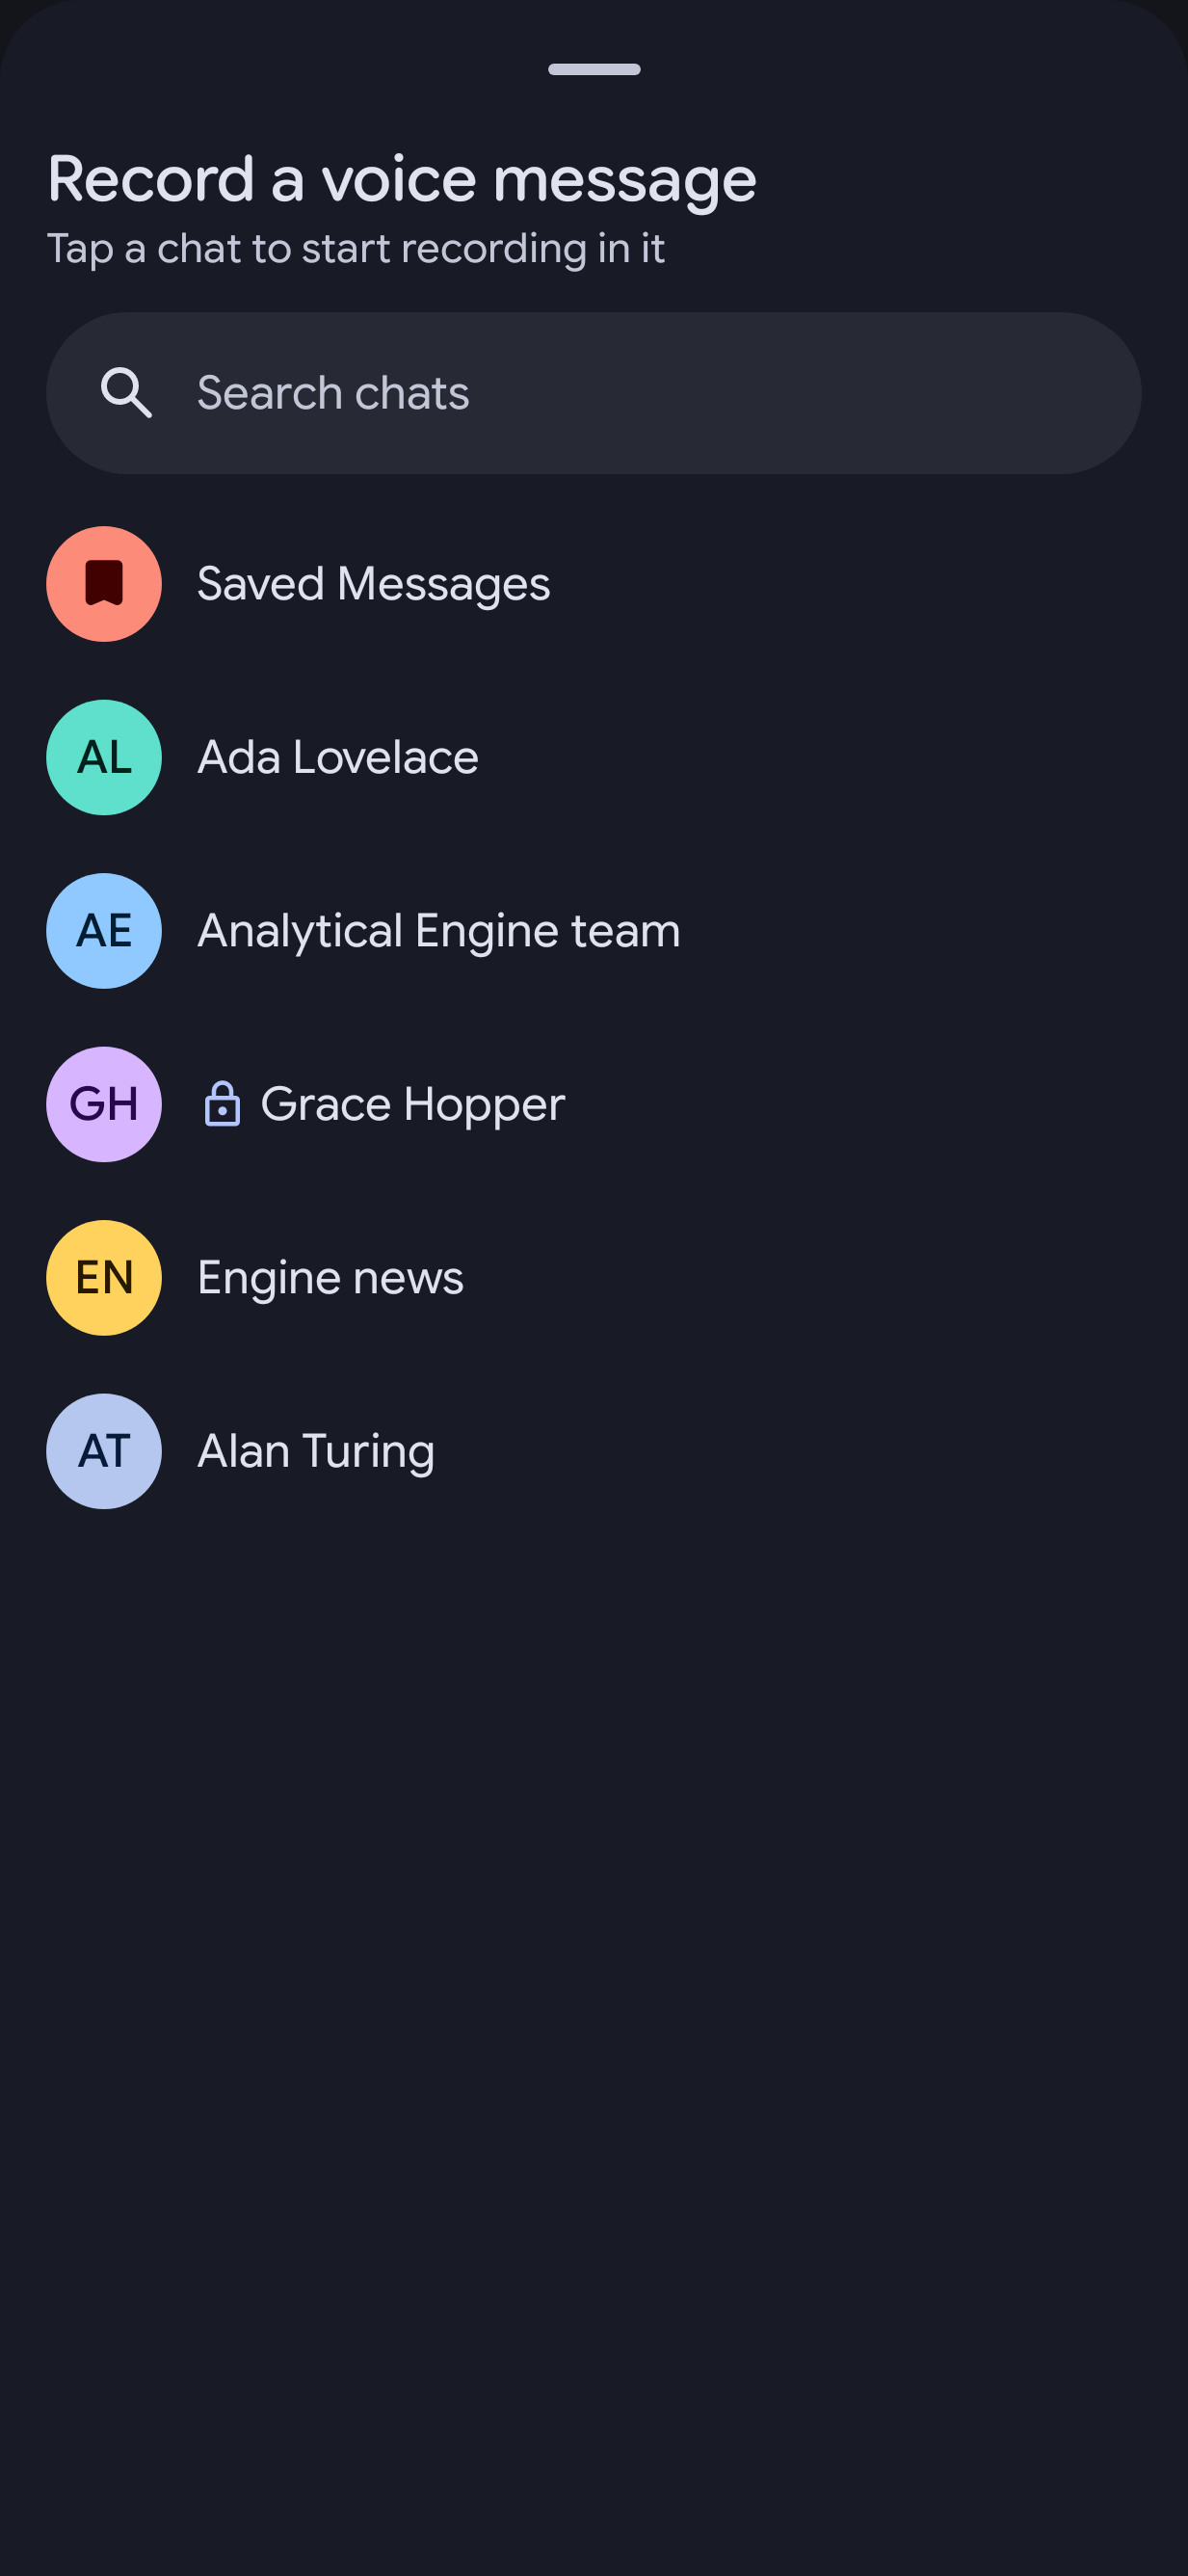 Record a voice message
Tap a chat to start recording in it
Search chats
Saved Messages
AL Ada Lovelace
AE Analytical Engine team
GH Grace Hopper
EN Engine news
AT Alan Turing